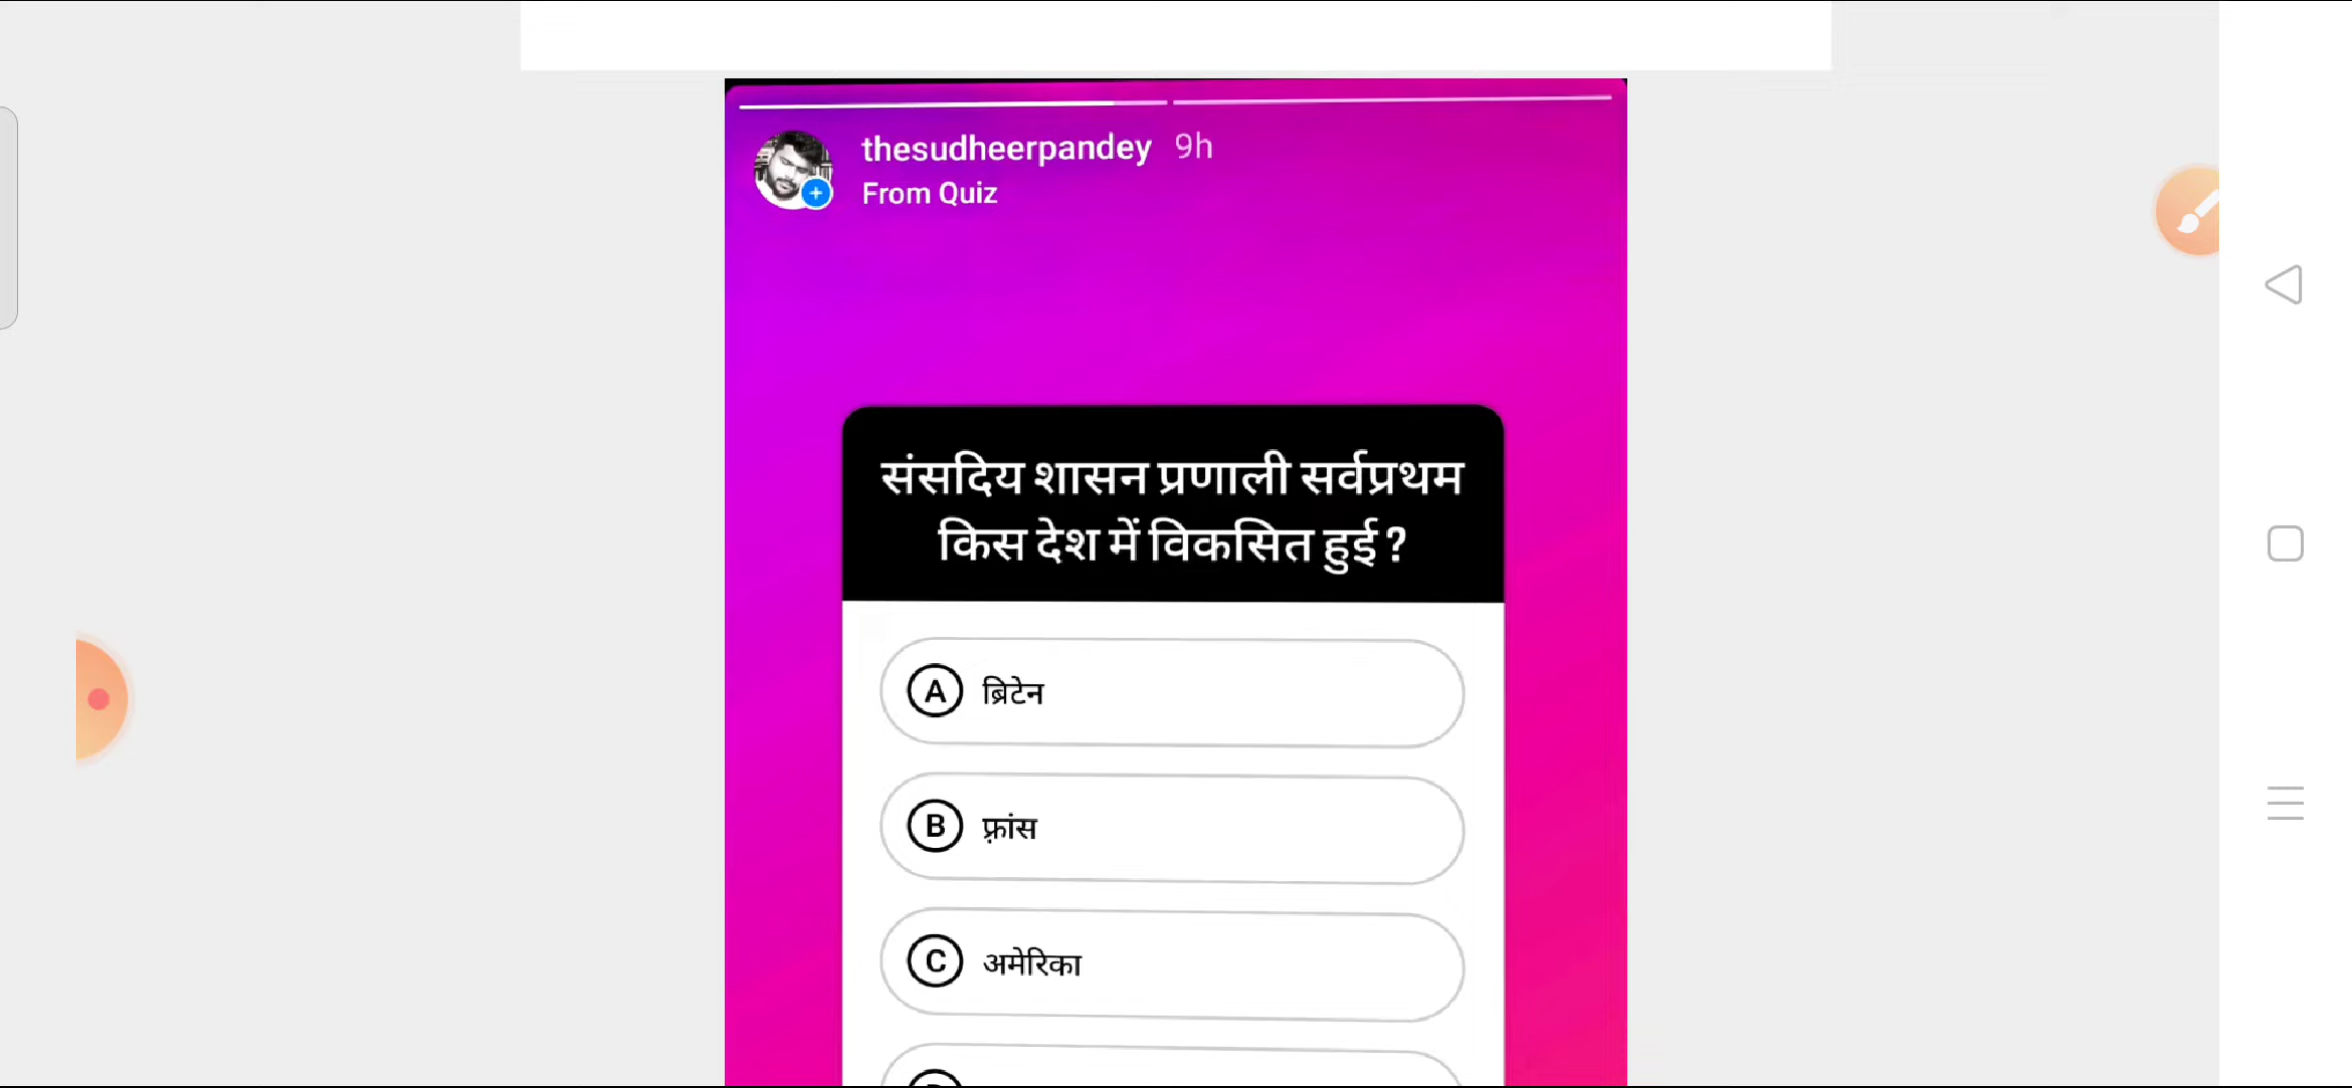 thesudheerpandey 9h
From Quiz
संसदिय शासन प्रणाली सर्वप्रथम
किस देश में विकसित हुई ?
A ब्रिटेन
B फ़्रांस
C अमेरिका